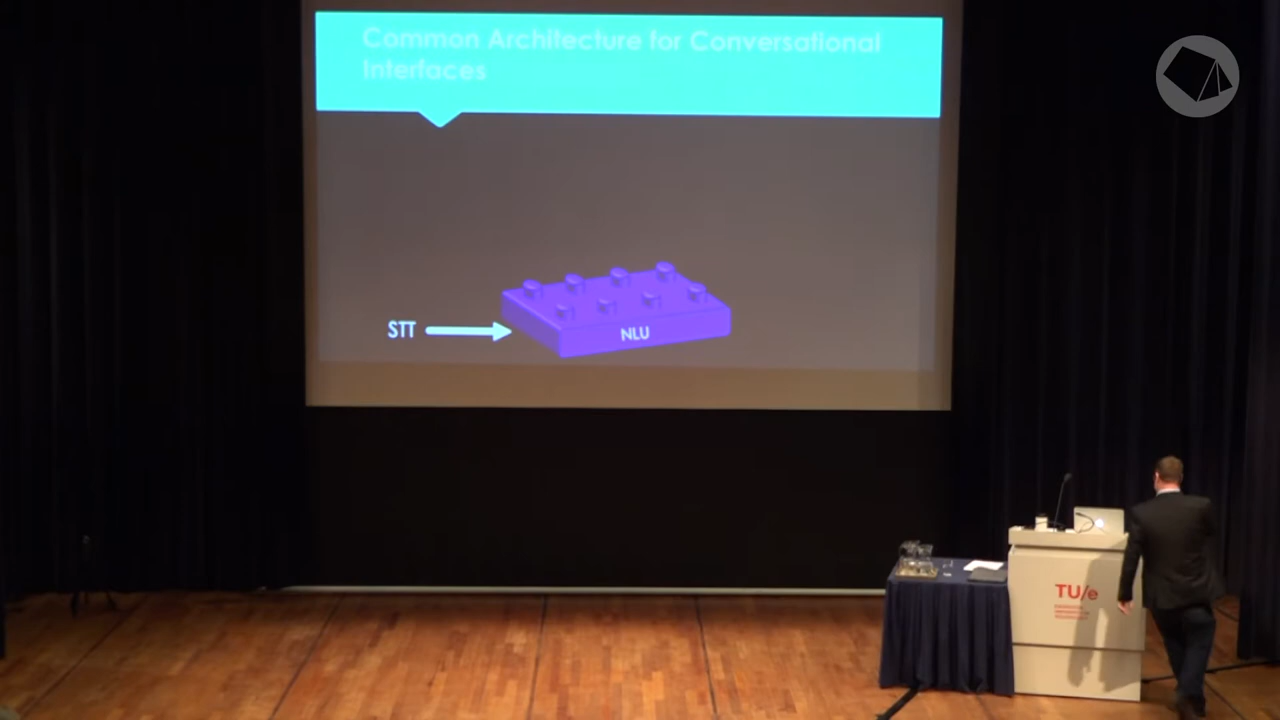 Common Architecture for Conversational
Interfaces
STT
NLU
TU/e